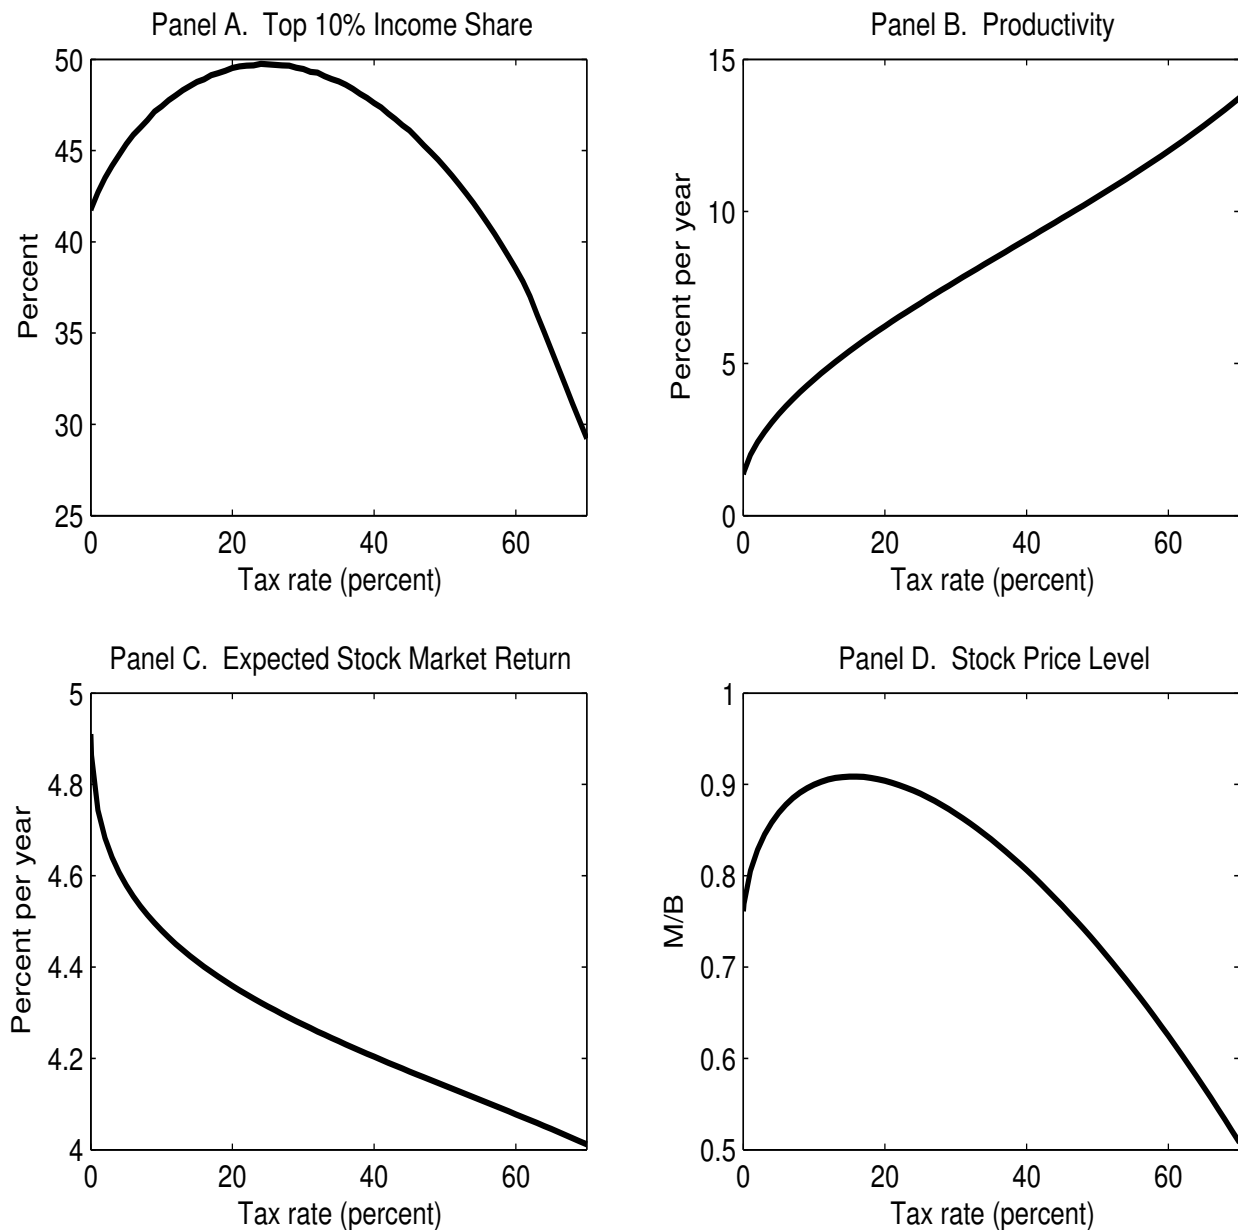 Panel A.  Top 10% Income Share
50
45
40
35
30
25
Percent
0 20 40 60
Tax rate (percent)
Panel B.  Productivity
15
10
5
0
Percent per year
0 20 40 60
Tax rate (percent)
Panel C.  Expected Stock Market Return
5
4.8
4.6
4.4
4.2
4
Percent per year
0 20 40 60
Tax rate (percent)
Panel D.  Stock Price Level
1
0.9
0.8
0.7
0.6
0.5
M/B
0 20 40 60
Tax rate (percent)